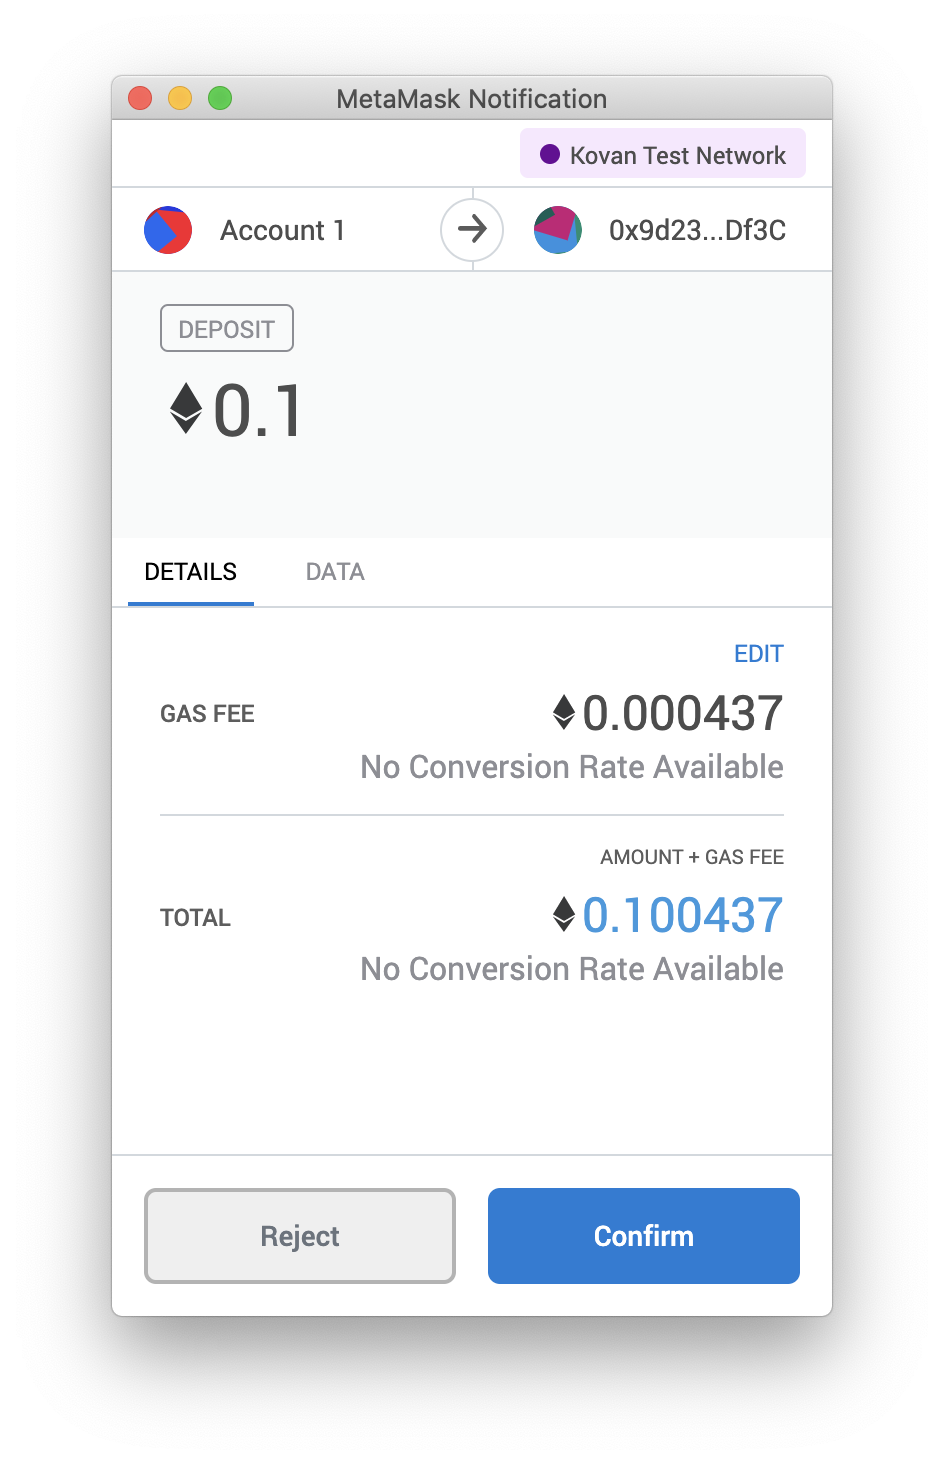 MetaMask Notification
Kovan Test Network
Account 1
0x9d23...Df3C
DEPOSIT
0.1
DETAILS
DATA
EDIT
GAS FEE
0.000437
No Conversion Rate Available
AMOUNT + GAS FEE
TOTAL
0.100437
No Conversion Rate Available
Reject
Confirm